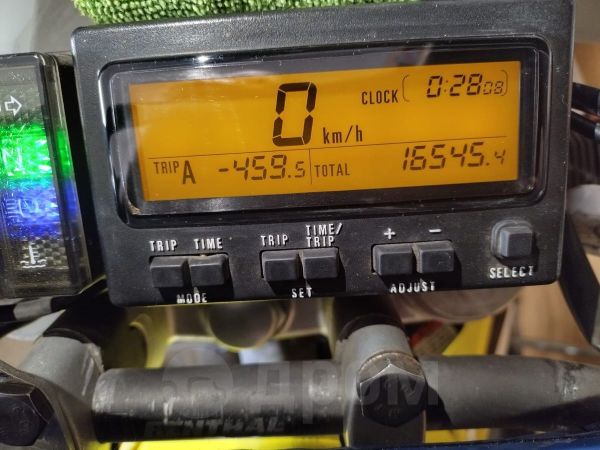 CLOCK 0:28 08
0 km/h
TRIP A -459.5 TOTAL 16545.4
N
TRIP TIME TRIP TIME/TRIP + -
MODE SET ADJUST SELECT
Дром
RENTHAL